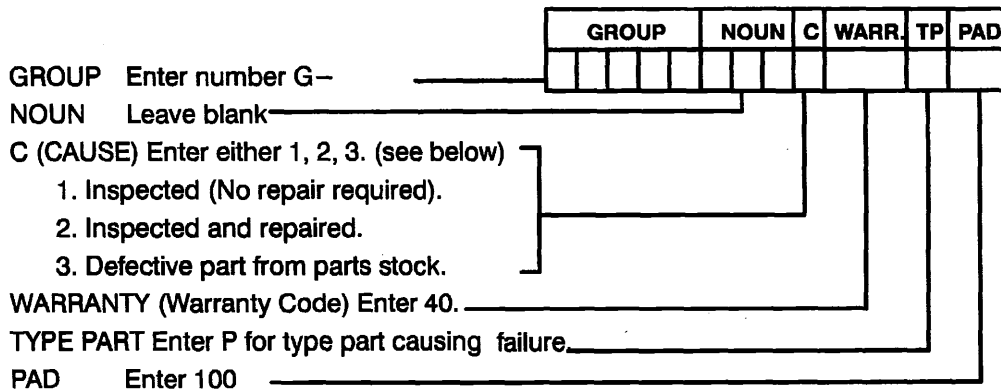 GROUP NOUN C WARR. TP PAD
GROUP Enter number G–
NOUN Leave blank
C (CAUSE) Enter either 1, 2, 3. (see below)
1. Inspected (No repair required).
2. Inspected and repaired.
3. Defective part from parts stock.
WARRANTY (Warranty Code) Enter 40.
TYPE PART Enter P for type part causing failure.
PAD Enter 100